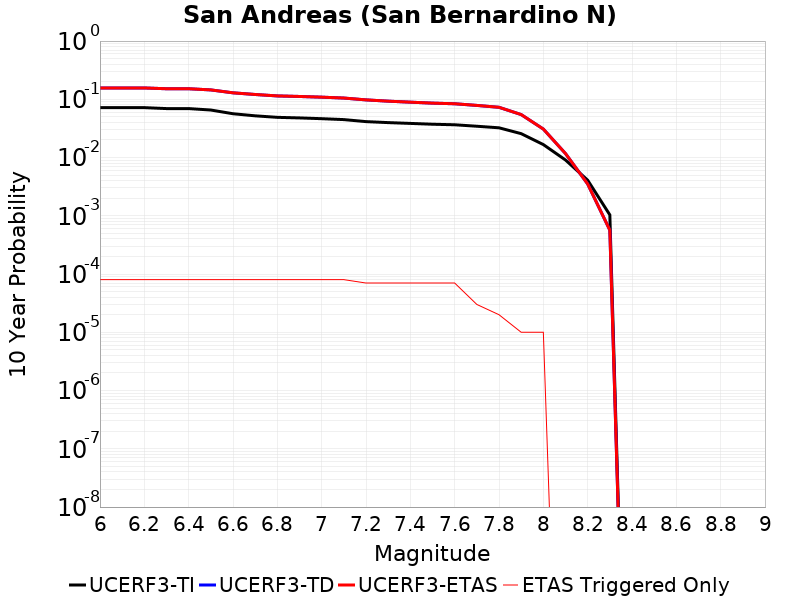 San Andreas (San Bernardino N)
10^0
10^-1
10^-2
10^-3
10^-4
10^-5
10^-6
10^-7
10^-8
10 Year Probability
6 6.2 6.4 6.6 6.8 7 7.2 7.4 7.6 7.8 8 8.2 8.4 8.6 8.8 9
Magnitude
UCERF3-TI UCERF3-TD UCERF3-ETAS ETAS Triggered Only